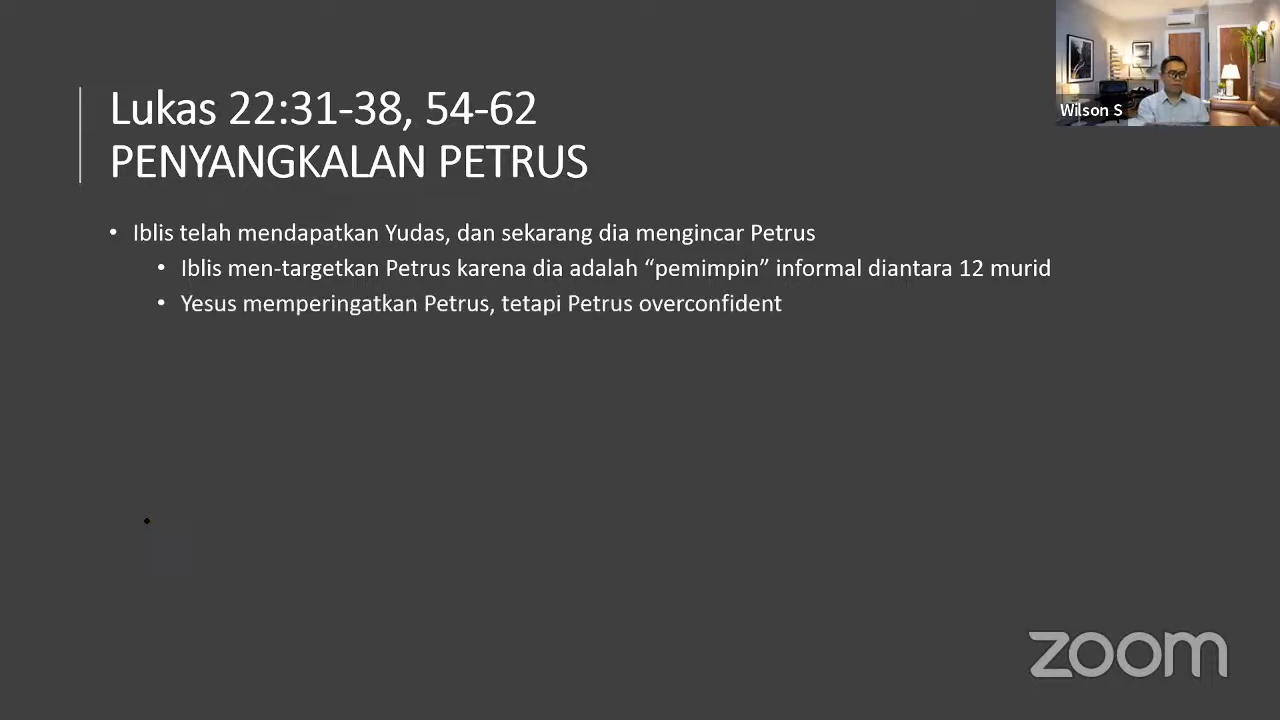 Lukas 22:31-38, 54-62
PENYANGKALAN PETRUS
Wilson S
• Iblis telah mendapatkan Yudas, dan sekarang dia mengincar Petrus
• Iblis men-targetkan Petrus karena dia adalah “pemimpin” informal diantara 12 murid
• Yesus memperingatkan Petrus, tetapi Petrus overconfident
zoom